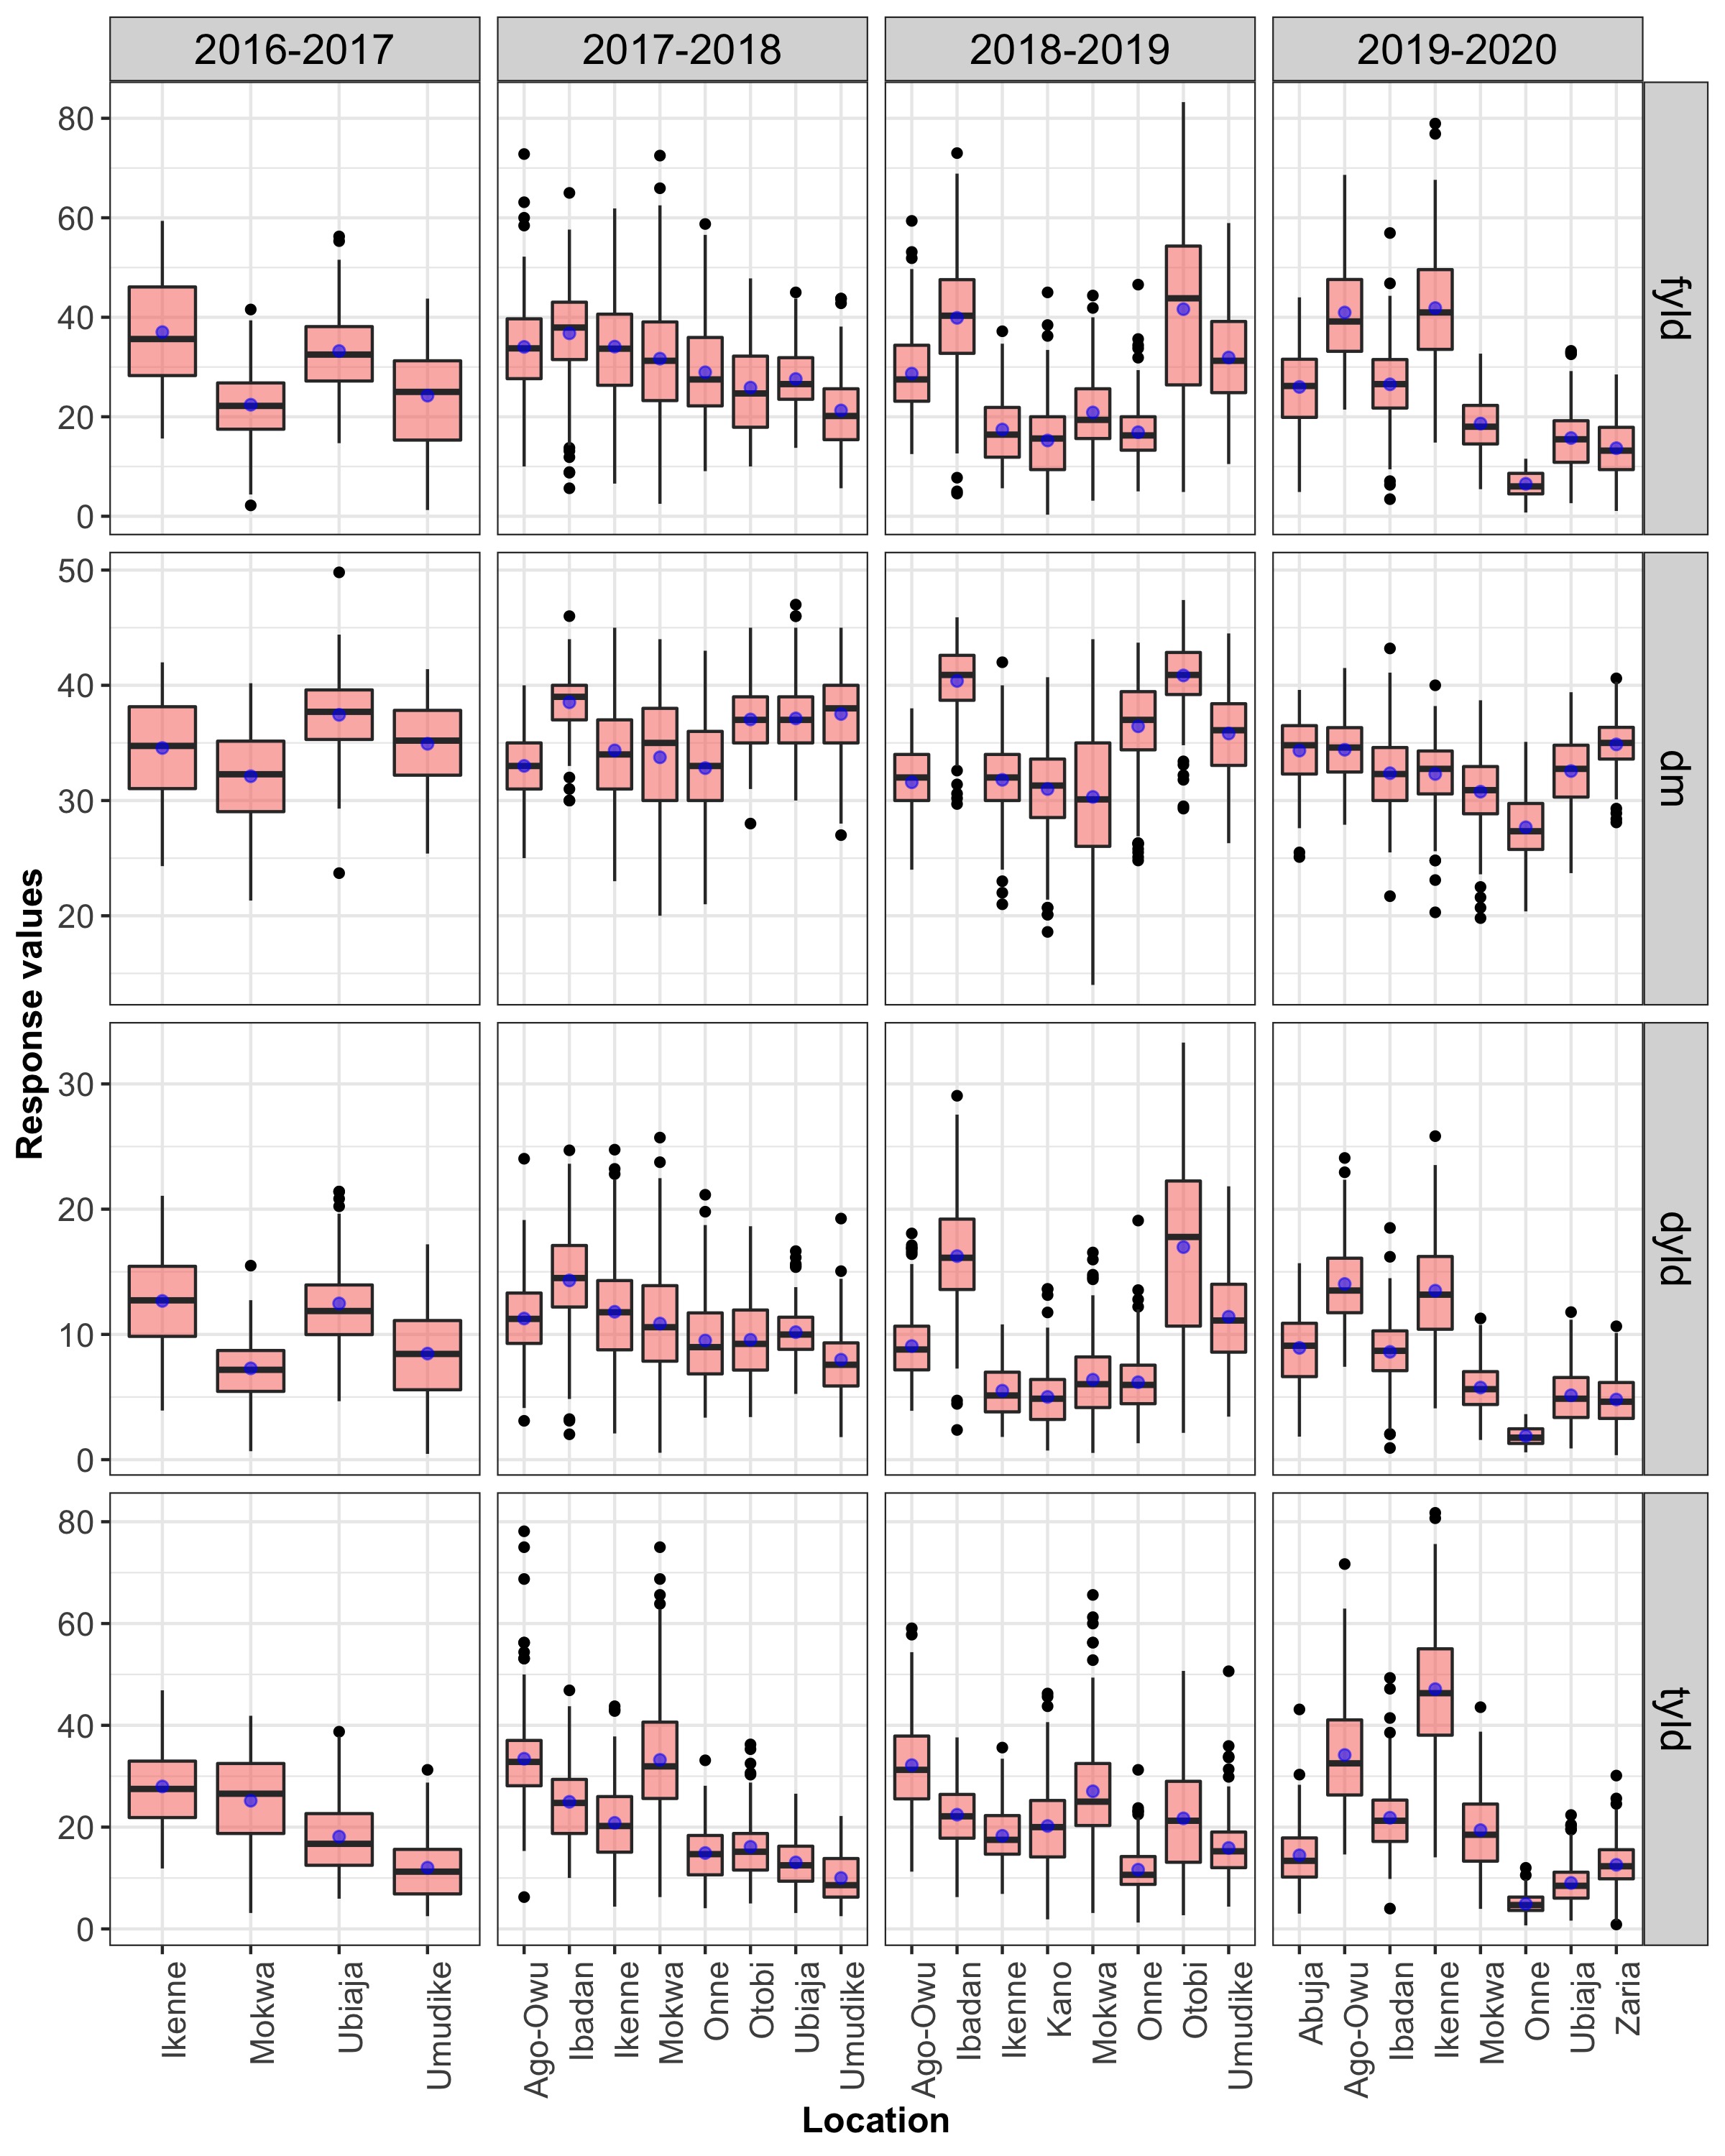 2016-2017 2017-2018 2018-2019 2019-2020
80
60
40
20
0
fyld
50
40
30
20
dm
30
20
10
0
dyld
80
60
40
20
0
tyld
Response values
Ikenne Mokwa Ubiaja Umudike Ago-Owu Ibadan Ikenne Mokwa Onne Otobi Ubiaja Umudike Ago-Owu Ibadan Ikenne Kano Mokwa Onne Otobi Umudike Abuja Ago-Owu Ibadan Ikenne Mokwa Onne Ubiaja Zaria
Location